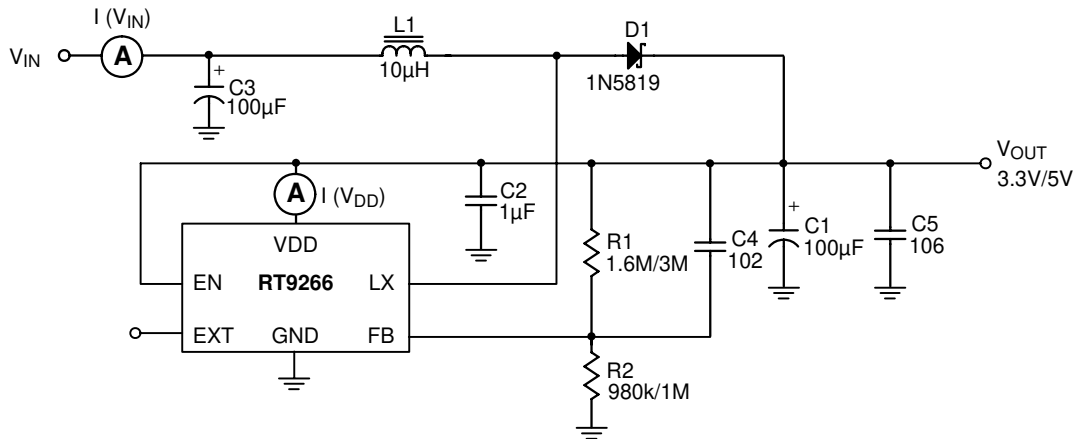 I (VIN)
VIN
A
L1
10μH
D1
1N5819
+
C3
100μF
VOUT
3.3V/5V
A
I (VDD)
C2
1μF
VDD
R1
1.6M/3M
C4
102
+
C1
100μF
C5
106
EN
RT9266
LX
EXT
GND
FB
R2
980k/1M